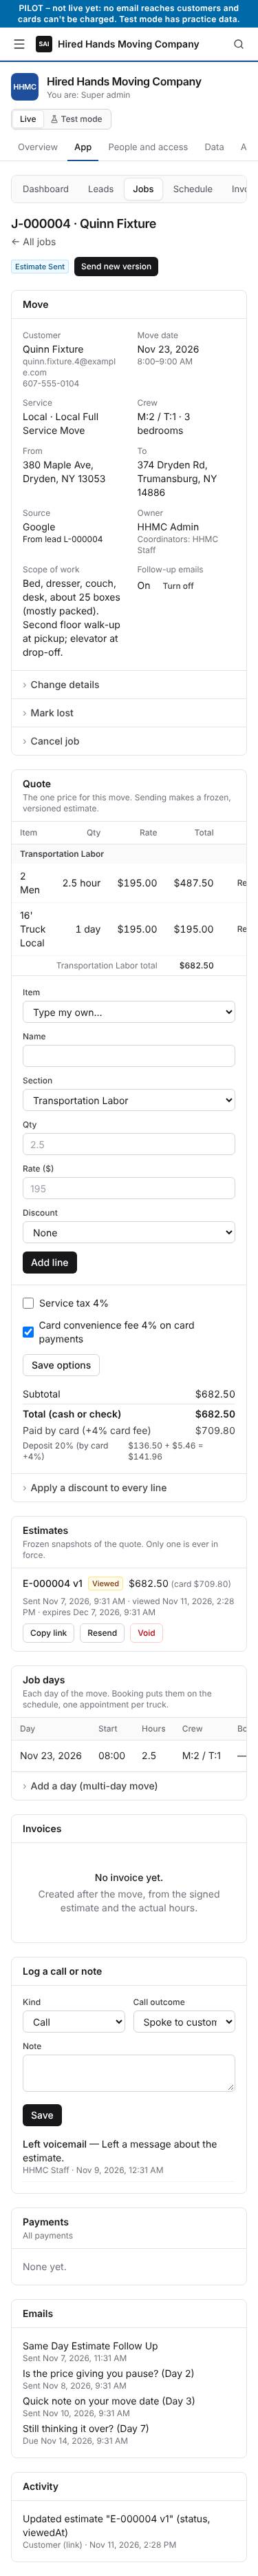 PILOT – not live yet: no email reaches customers and
cards can't be charged. Test mode has practice data.
SAI Hired Hands Moving Company
HHMC
Hired Hands Moving Company
You are: Super admin
Live Test mode
Overview App People and access Data A
Dashboard Leads Jobs Schedule Invo
J-000004 · Quinn Fixture
← All jobs
Estimate Sent Send new version
Move
Customer
Quinn Fixture
quinn.fixture.4@exampl
e.com
607-555-0104
Move date
Nov 23, 2026
8:00–9:00 AM
Service
Local · Local Full
Service Move
Crew
M:2 / T:1 · 3
bedrooms
From
380 Maple Ave,
Dryden, NY 13053
To
374 Dryden Rd,
Trumansburg, NY
14886
Source
Google
From lead L-000004
Owner
HHMC Admin
Coordinators: HHMC
Staff
Scope of work
Bed, dresser, couch,
desk, about 25 boxes
(mostly packed).
Second floor walk-up
at pickup; elevator at
drop-off.
Follow-up emails
On Turn off
› Change details
› Mark lost
› Cancel job
Quote
The one price for this move. Sending makes a frozen,
versioned estimate.
Item Qty Rate Total
Transportation Labor
2
Men
2.5 hour $195.00 $487.50 Re
16'
Truck
Local
1 day $195.00 $195.00 Re
Transportation Labor total $682.50
Item
Type my own...
Name
Section
Transportation Labor
Qty
2.5
Rate ($)
195
Discount
None
Add line
Service tax 4%
Card convenience fee 4% on card
payments
Save options
Subtotal $682.50
Total (cash or check) $682.50
Paid by card (+4% card fee) $709.80
Deposit 20% (by card
+4%)
$136.50 + $5.46 =
$141.96
› Apply a discount to every line
Estimates
Frozen snapshots of the quote. Only one is ever in
force.
E-000004 v1 Viewed $682.50 (card $709.80)
Sent Nov 7, 2026, 9:31 AM · viewed Nov 11, 2026, 2:28
PM · expires Dec 7, 2026, 9:31 AM
Copy link Resend Void
Job days
Each day of the move. Booking puts them on the
schedule, one appointment per truck.
Day Start Hours Crew Bo
Nov 23, 2026 08:00 2.5 M:2 / T:1 —
› Add a day (multi-day move)
Invoices
No invoice yet.
Created after the move, from the signed
estimate and the actual hours.
Log a call or note
Kind
Call
Call outcome
Spoke to custom
Note
Save
Left voicemail — Left a message about the
estimate.
HHMC Staff · Nov 9, 2026, 12:31 AM
Payments
All payments
None yet.
Emails
Same Day Estimate Follow Up
Sent Nov 7, 2026, 11:31 AM
Is the price giving you pause? (Day 2)
Sent Nov 8, 2026, 9:31 AM
Quick note on your move date (Day 3)
Sent Nov 10, 2026, 9:31 AM
Still thinking it over? (Day 7)
Due Nov 14, 2026, 9:31 AM
Activity
Updated estimate "E-000004 v1" (status,
viewedAt)
Customer (link) · Nov 11, 2026, 2:28 PM